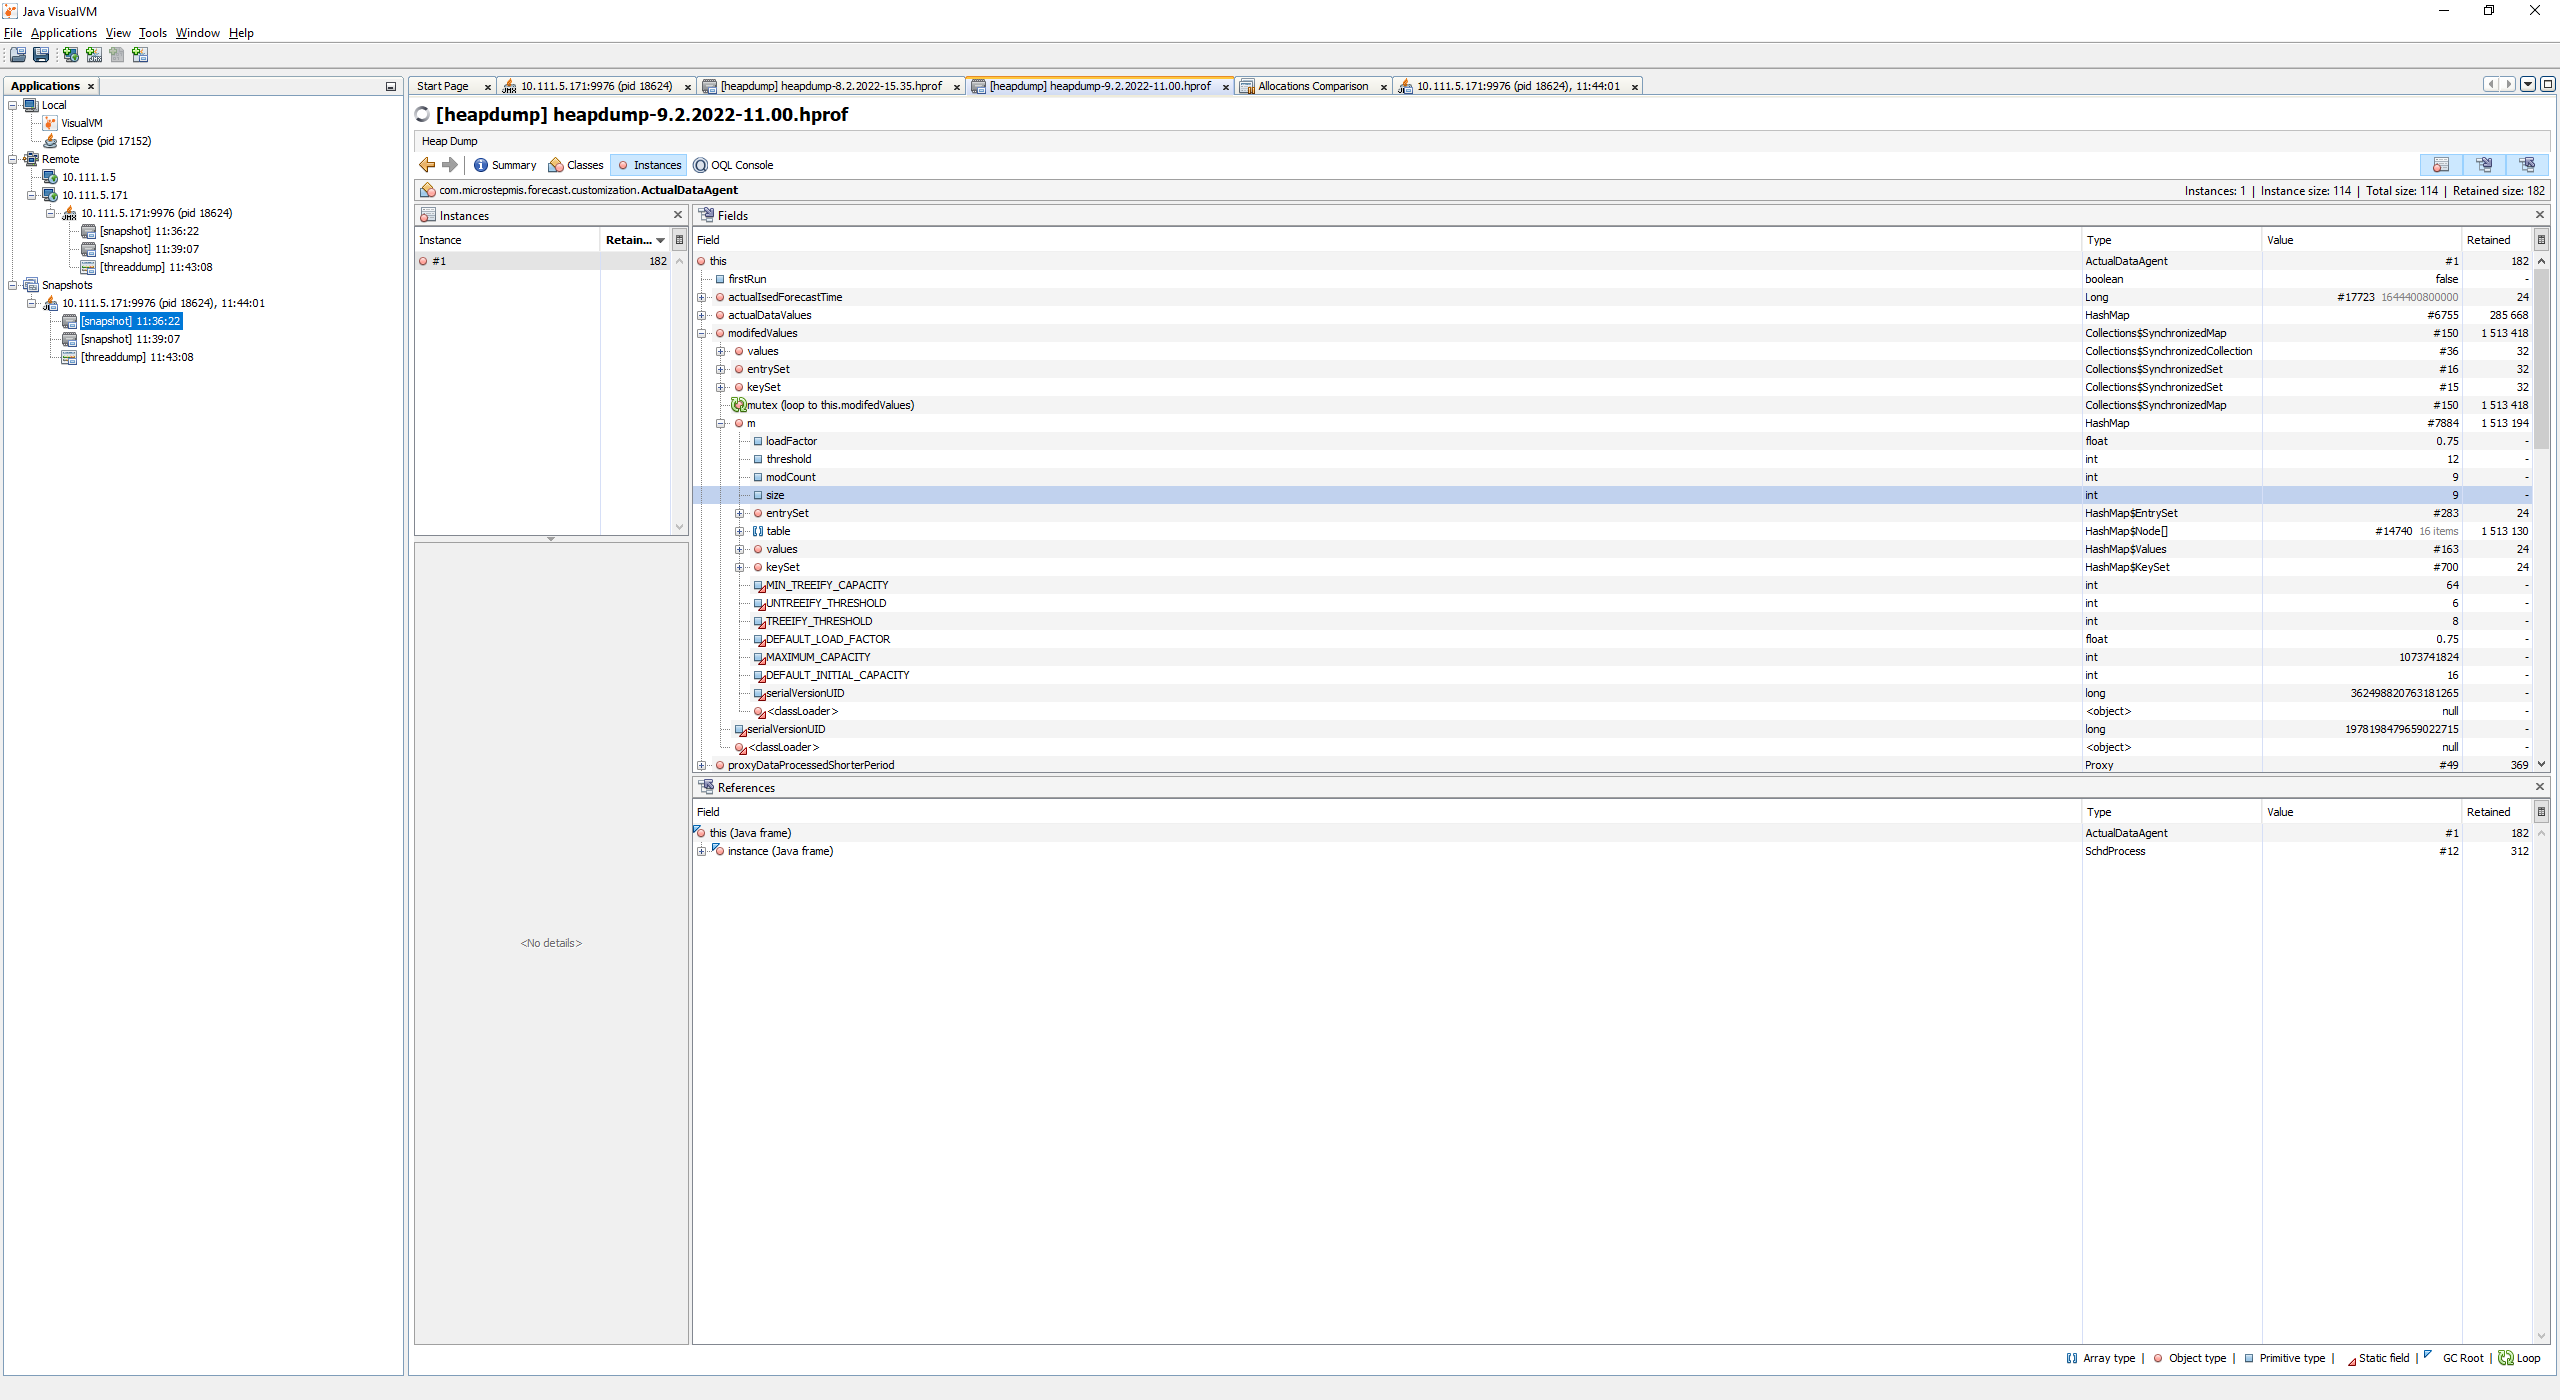 Java VisualVM
File Applications View Tools Window Help
Applications
Start Page
10.111.5.171:9976 (pid 18624)
[heapdump] heapdump-8.2.2022-15.35.hprof
[heapdump] heapdump-9.2.2022-11.00.hprof
Allocations Comparison
10.111.5.171:9976 (pid 18624), 11:44:01
Local
VisualVM
Eclipse (pid 17152)
Remote
10.111.1.5
10.111.5.171
10.111.5.171:9976 (pid 18624)
[snapshot] 11:36:22
[snapshot] 11:39:07
[threaddump] 11:43:08
Snapshots
10.111.5.171:9976 (pid 18624), 11:44:01
[snapshot] 11:36:22
[snapshot] 11:39:07
[threaddump] 11:43:08
[heapdump] heapdump-9.2.2022-11.00.hprof
Heap Dump
Summary Classes Instances OQL Console
com.microstepmis.forecast.customization.ActualDataAgent
Instances: 1 | Instance size: 114 | Total size: 114 | Retained size: 182
Instances
Instance Retain...
#1 182
<No details>
Fields
Field Type Value Retained
this ActualDataAgent #1 182
firstRun boolean false -
actualIsedForecastTime Long #17723 1644400800000 24
actualDataValues HashMap #6755 285 668
modifedValues Collections$SynchronizedMap #150 1 513 418
values Collections$SynchronizedCollection #36 32
entrySet Collections$SynchronizedSet #16 32
keySet Collections$SynchronizedSet #15 32
mutex (loop to this.modifedValues) Collections$SynchronizedMap #150 1 513 418
m HashMap #7884 1 513 194
loadFactor float 0.75 -
threshold int 12 -
modCount int 9 -
size int 9 -
entrySet HashMap$EntrySet #283 24
table HashMap$Node[] #14740 16 items 1 513 130
values HashMap$Values #163 24
keySet HashMap$KeySet #700 24
MIN_TREEIFY_CAPACITY int 64 -
UNTREEIFY_THRESHOLD int 6 -
TREEIFY_THRESHOLD int 8 -
DEFAULT_LOAD_FACTOR float 0.75 -
MAXIMUM_CAPACITY int 1073741824 -
DEFAULT_INITIAL_CAPACITY int 16 -
serialVersionUID long 362498820763181265 -
<classLoader> <object> null -
serialVersionUID long 1978198479659022715 -
<classLoader> <object> null -
proxyDataProcessedShorterPeriod Proxy #49 369
References
Field Type Value Retained
this (Java frame) ActualDataAgent #1 182
instance (Java frame) SchdProcess #12 312
Array type | Object type | Primitive type | Static field | GC Root | Loop